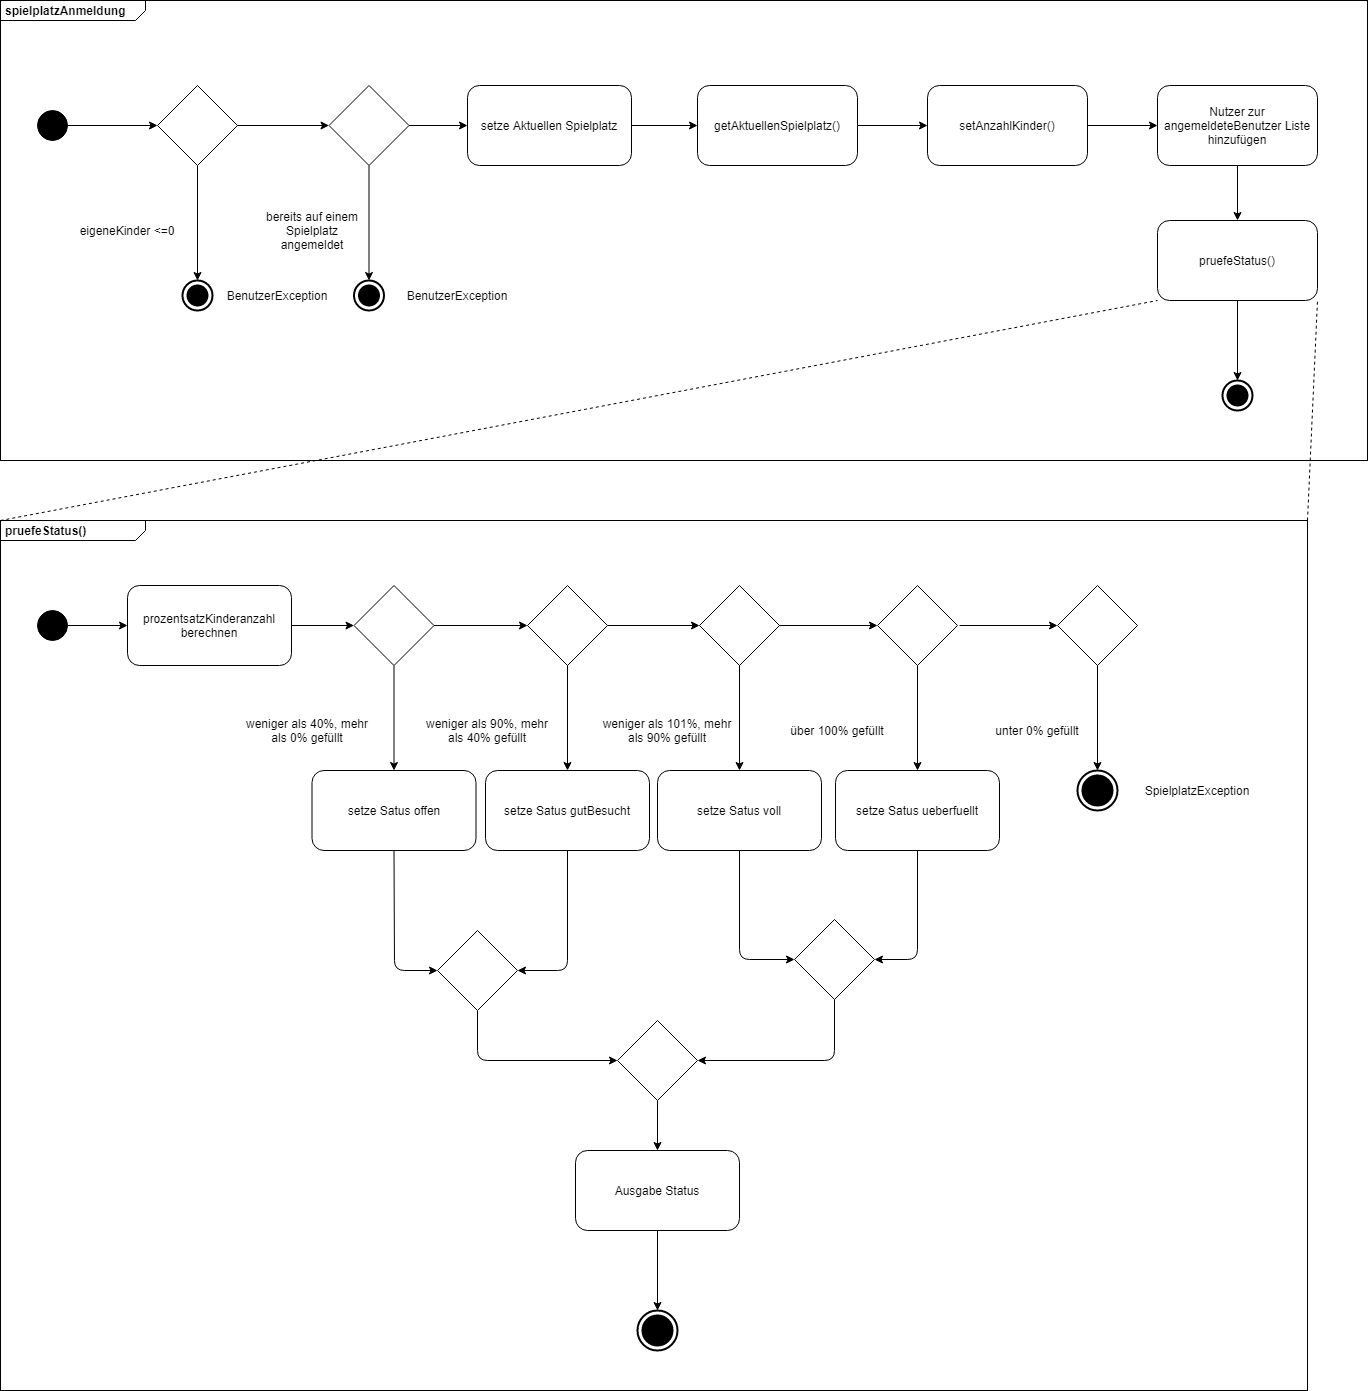 spielplatzAnmeldung
setze Aktuellen Spielplatz
getAktuellenSpielplatz()
setAnzahlKinder()
Nutzer zur
angemeldeteBenutzer Liste
hinzufügen
eigeneKinder <=0
bereits auf einem
Spielplatz
angemeldet
pruefeStatus()
BenutzerException
BenutzerException
pruefeStatus()
prozentsatzKinderanzahl
berechnen
weniger als 40%, mehr
als 0% gefüllt
weniger als 90%, mehr
als 40% gefüllt
weniger als 101%, mehr
als 90% gefüllt
über 100% gefüllt
unter 0% gefüllt
setze Satus offen
setze Satus gutBesucht
setze Satus voll
setze Satus ueberfuellt
SpielplatzException
Ausgabe Status